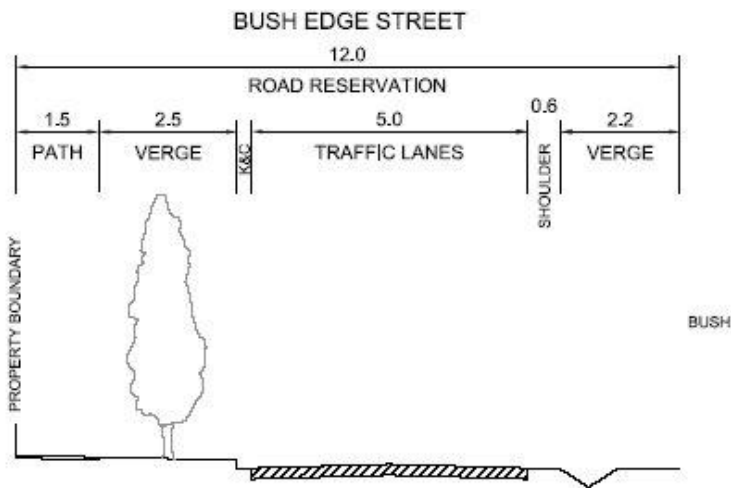 BUSH EDGE STREET
12.0
ROAD RESERVATION
1.5
2.5
5.0
0.6
2.2
PATH
VERGE
K&C
TRAFFIC LANES
SHOULDER
VERGE
PROPERTY BOUNDARY
BUSH